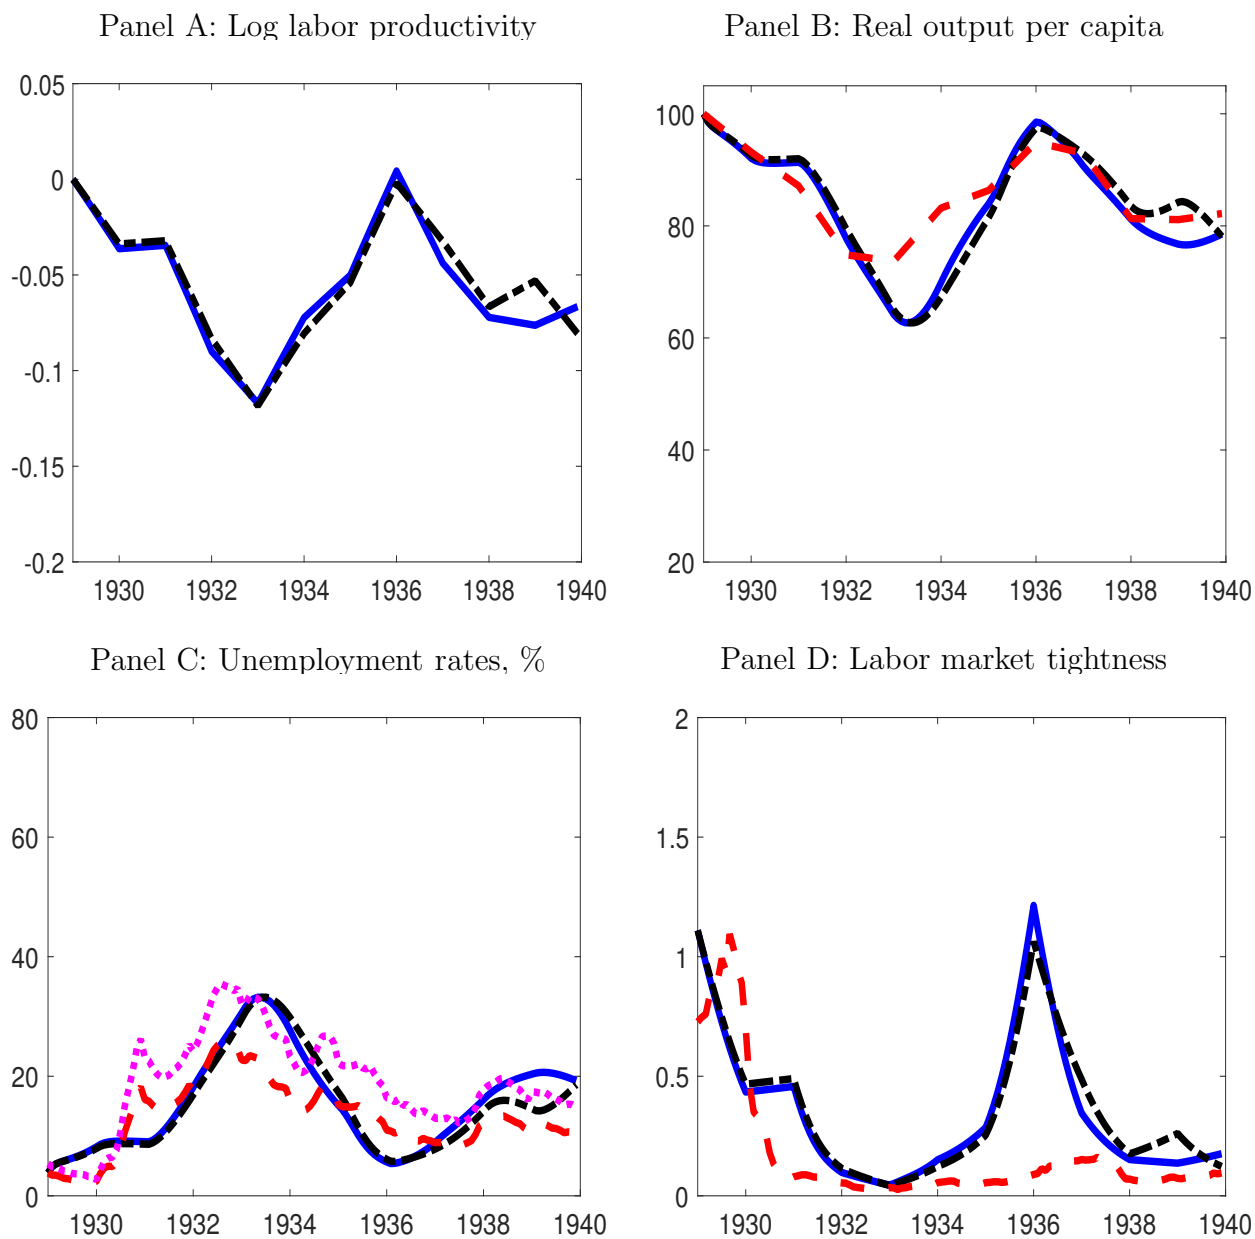 Panel A: Log labor productivity
Panel B: Real output per capita
0.05
0
-0.05
-0.1
-0.15
-0.2
1930 1932 1934 1936 1938 1940
100
80
60
40
20
1930 1932 1934 1936 1938 1940
Panel C: Unemployment rates, %
Panel D: Labor market tightness
80
60
40
20
0
1930 1932 1934 1936 1938 1940
2
1.5
1
0.5
0
1930 1932 1934 1936 1938 1940